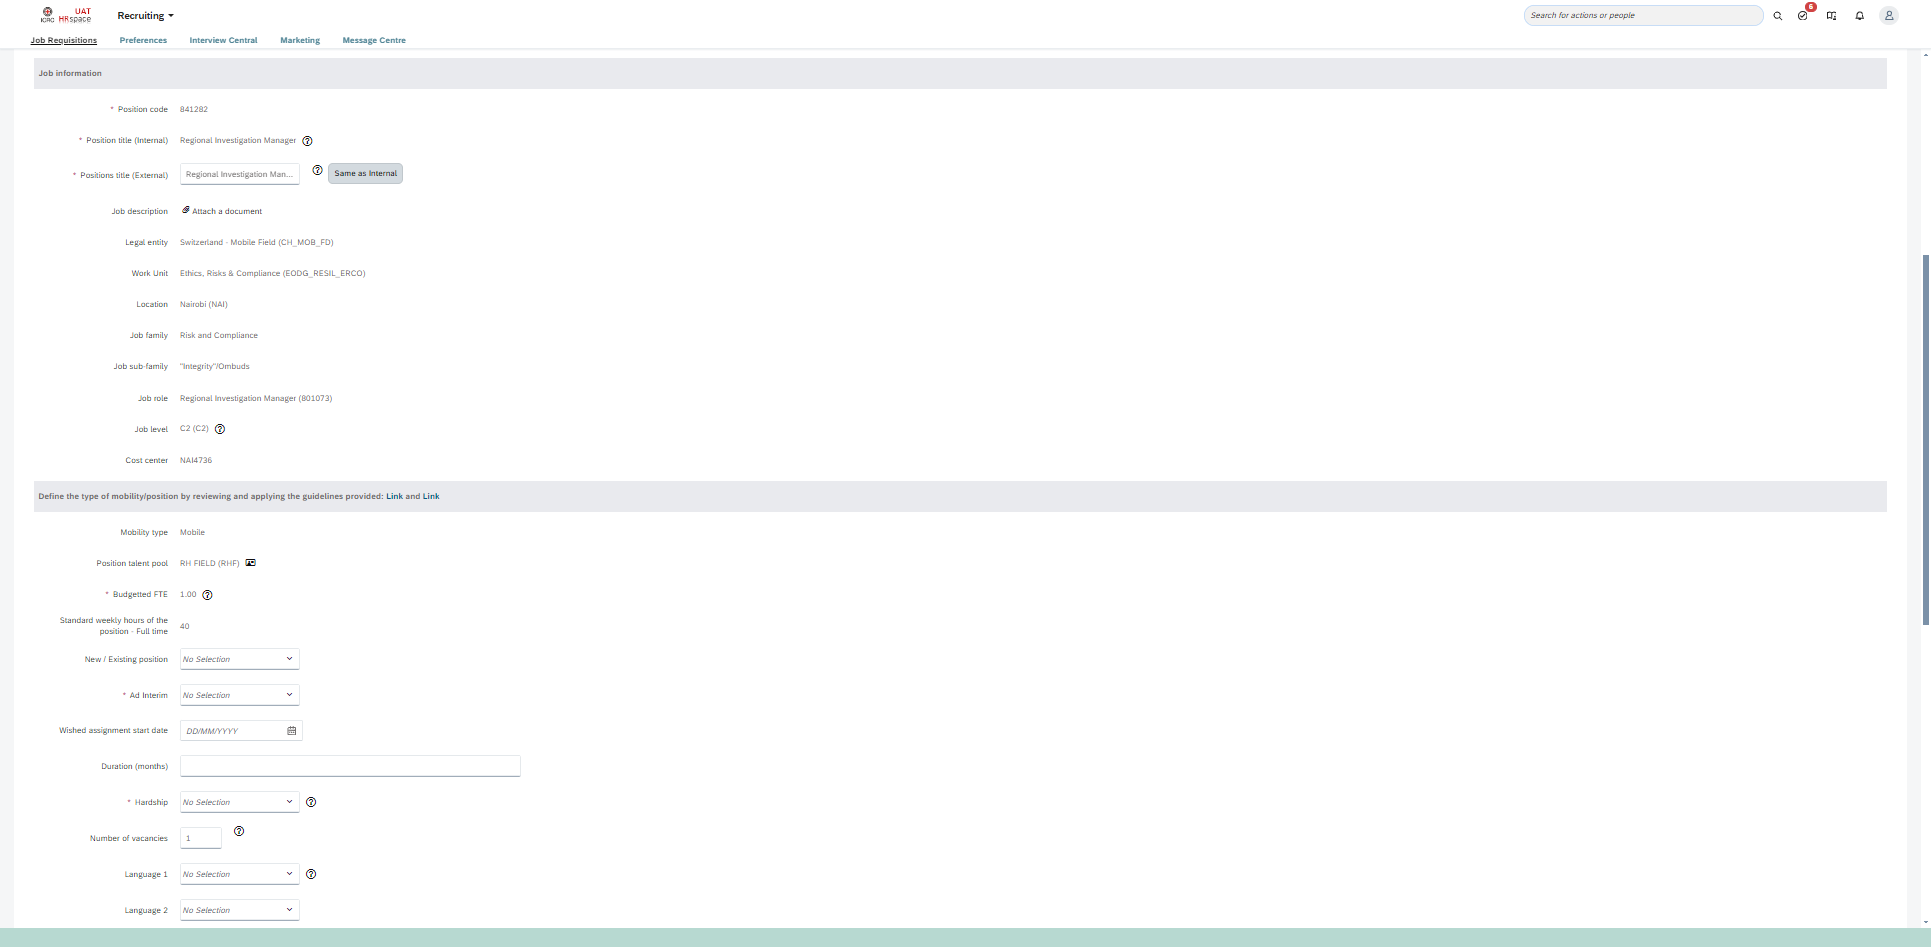 ICRC
UAT
HRspace
Recruiting
Search for actions or people
6
Job Requisitions
Preferences
Interview Central
Marketing
Message Centre
Job information
* Position code 841282
* Position title (Internal) Regional Investigation Manager
* Positions title (External) Regional Investigation Man... Same as Internal
Job description Attach a document
Legal entity Switzerland - Mobile Field (CH_MOB_FD)
Work Unit Ethics, Risks & Compliance (EODG_RESIL_ERCO)
Location Nairobi (NAI)
Job family Risk and Compliance
Job sub-family "Integrity"/Ombuds
Job role Regional Investigation Manager (801073)
Job level C2 (C2)
Cost center NAI4736
Define the type of mobility/position by reviewing and applying the guidelines provided: Link and Link
Mobility type Mobile
Position talent pool RH FIELD (RHF)
* Budgetted FTE 1.00
Standard weekly hours of the
position - Full time 40
New / Existing position No Selection
* Ad Interim No Selection
Wished assignment start date DD/MM/YYYY
Duration (months)
* Hardship No Selection
Number of vacancies 1
Language 1 No Selection
Language 2 No Selection